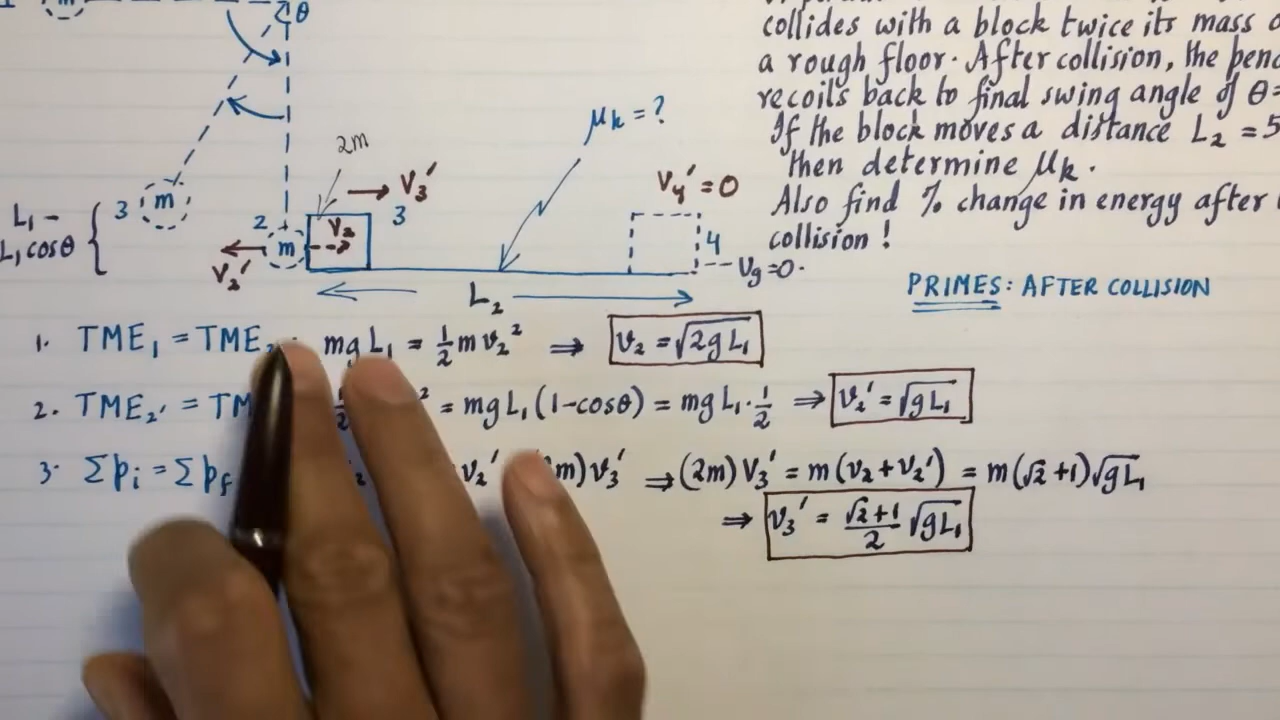 m
θ
collides with a block twice its mass
a rough floor. After collision, the
recoils back to final swing angle of θ=
If the block moves a distance L₂ = 5
then determine μₖ.
Also find % change in energy after
collision!
μₖ = ?
2m
V₃'
V₄' = 0
3 m
L₁ -
L₁cosθ
2
m
V₂
3
4
V₂'
Ug=0.
L₂
PRIMES: AFTER COLLISION
1. TME₁ = TME₂ : mgL₁ = ½mv₂² ⇒ v₂ = √2gL₁
2. TME₂' = ² = mgL₁(1-cosθ) = mgL₁.½ ⇒ v₂' = √gL₁
3. Σpᵢ = Σp_f v₂' m)v₃' ⇒ (2m)V₃' = m(v₂+v₂') = m(√2+1)√gL₁
⇒ v₃' = (√2+1)/2 √gL₁